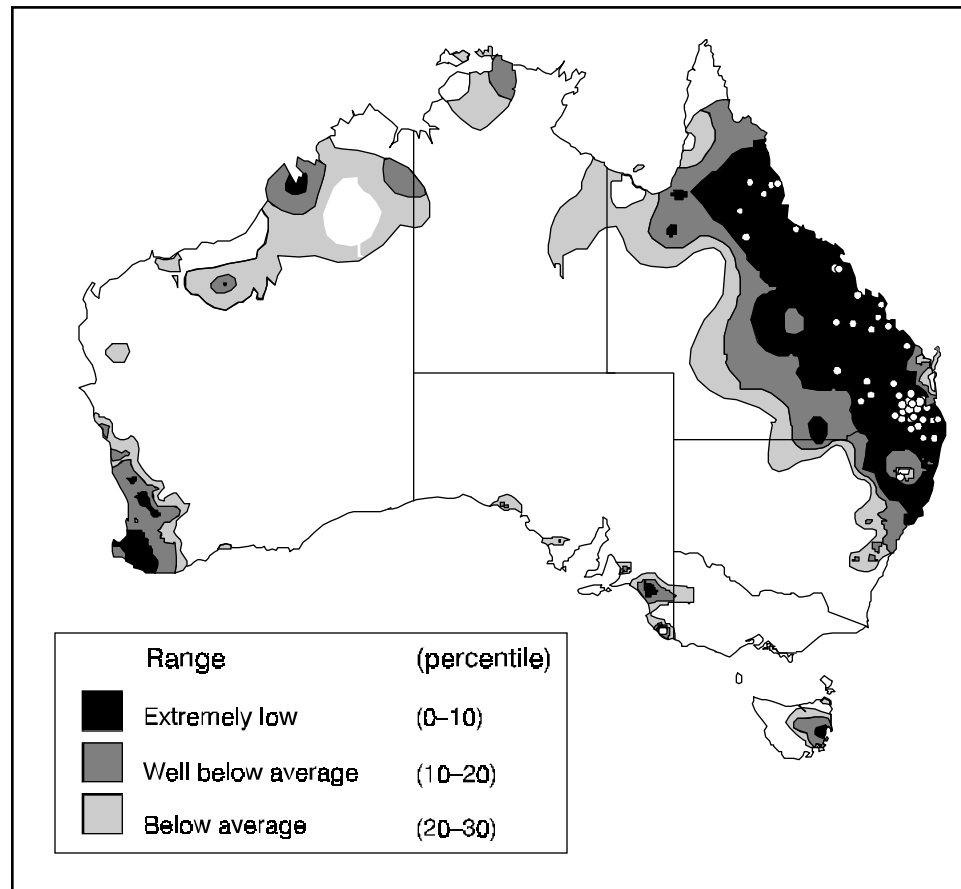 Range (percentile)
Extremely low (0–10)
Well below average (10–20)
Below average (20–30)